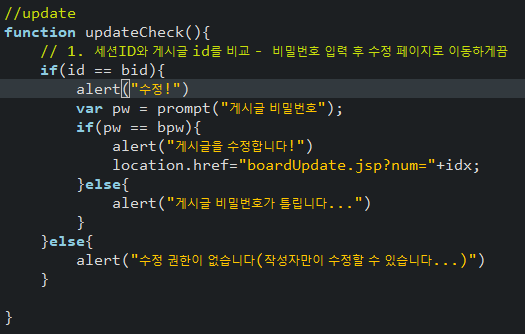 //update
function updateCheck(){
    // 1. 세션ID와 게시글 id를 비교 - 비밀번호 입력 후 수정 페이지로 이동하게끔
    if(id == bid){
        alert("수정!")
        var pw = prompt("게시글 비밀번호");
        if(pw == bpw){
            alert("게시글을 수정합니다!")
            location.href="boardUpdate.jsp?num="+idx;
        }else{
            alert("게시글 비밀번호가 틀립니다...")
        }
    }else{
        alert("수정 권한이 없습니다(작성자만이 수정할 수 있습니다...)")
    }
}